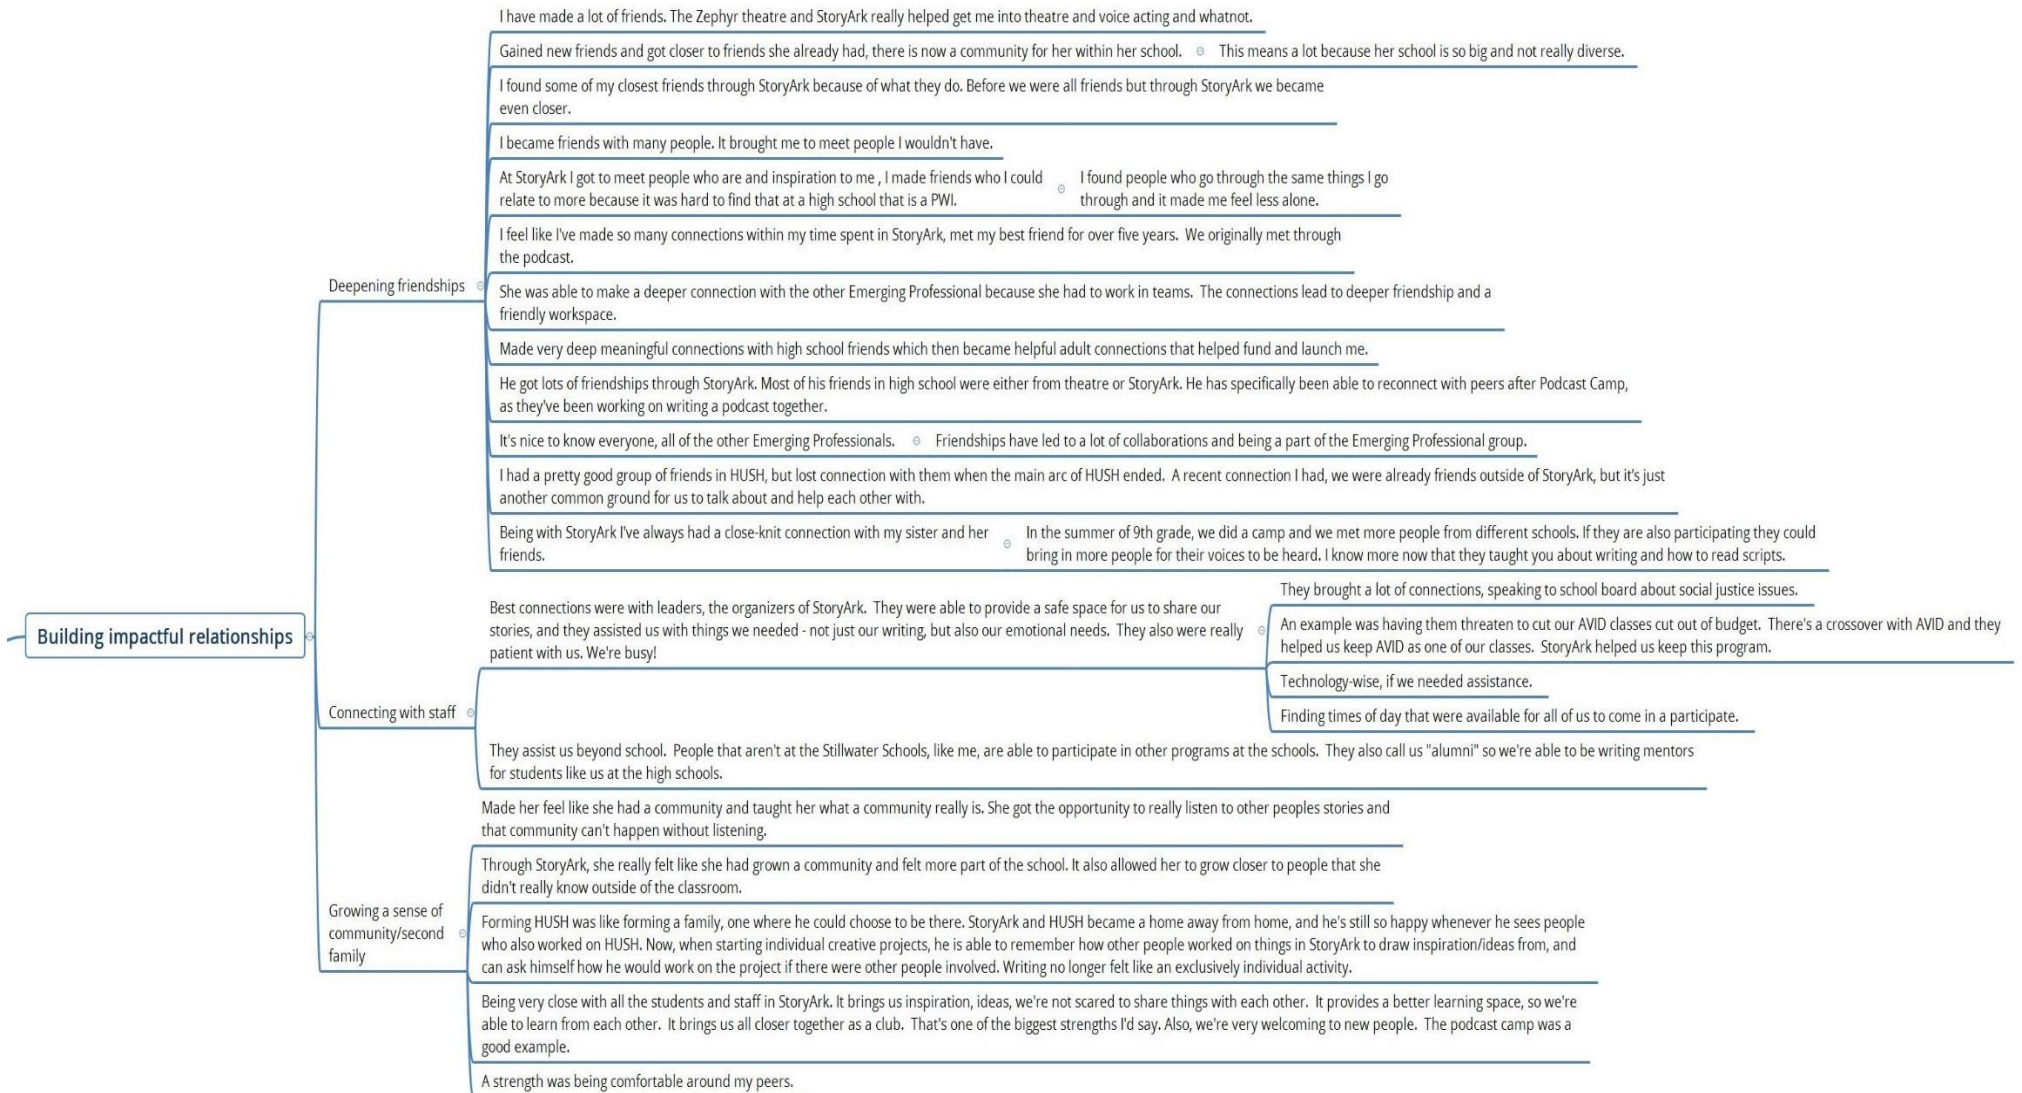 Building impactful relationships
Deepening friendships
I have made a lot of friends. The Zephyr theatre and StoryArk really helped get me into theatre and voice acting and whatnot.
Gained new friends and got closer to friends she already had, there is now a community for her within her school.
This means a lot because her school is so big and not really diverse.
I found some of my closest friends through StoryArk because of what they do. Before we were all friends but through StoryArk we became
even closer.
I became friends with many people. It brought me to meet people I wouldn't have.
At StoryArk I got to meet people who are and inspiration to me , I made friends who I could
relate to more because it was hard to find that at a high school that is a PWI.
I found people who go through the same things I go
through and it made me feel less alone.
I feel like I've made so many connections within my time spent in StoryArk, met my best friend for over five years.  We originally met through
the podcast.
She was able to make a deeper connection with the other Emerging Professional because she had to work in teams.  The connections lead to deeper friendship and a
friendly workspace.
Made very deep meaningful connections with high school friends which then became helpful adult connections that helped fund and launch me.
He got lots of friendships through StoryArk. Most of his friends in high school were either from theatre or StoryArk. He has specifically been able to reconnect with peers after Podcast Camp,
as they've been working on writing a podcast together.
It's nice to know everyone, all of the other Emerging Professionals.
Friendships have led to a lot of collaborations and being a part of the Emerging Professional group.
I had a pretty good group of friends in HUSH, but lost connection with them when the main arc of HUSH ended.  A recent connection I had, we were already friends outside of StoryArk, but it's just
another common ground for us to talk about and help each other with.
Being with StoryArk I've always had a close-knit connection with my sister and her
friends.
In the summer of 9th grade, we did a camp and we met more people from different schools. If they are also participating they could
bring in more people for their voices to be heard. I know more now that they taught you about writing and how to read scripts.
Connecting with staff
Best connections were with leaders, the organizers of StoryArk.  They were able to provide a safe space for us to share our
stories, and they assisted us with things we needed - not just our writing, but also our emotional needs.  They also were really
patient with us. We're busy!
They brought a lot of connections, speaking to school board about social justice issues.
An example was having them threaten to cut our AVID classes cut out of budget.  There's a crossover with AVID and they
helped us keep AVID as one of our classes.  StoryArk helped us keep this program.
Technology-wise, if we needed assistance.
Finding times of day that were available for all of us to come in a participate.
They assist us beyond school.  People that aren't at the Stillwater Schools, like me, are able to participate in other programs at the schools.  They also call us "alumni" so we're able to be writing mentors
for students like us at the high schools.
Growing a sense of
community/second
family
Made her feel like she had a community and taught her what a community really is. She got the opportunity to really listen to other peoples stories and
that community can't happen without listening.
Through StoryArk, she really felt like she had grown a community and felt more part of the school. It also allowed her to grow closer to people that she
didn't really know outside of the classroom.
Forming HUSH was like forming a family, one where he could choose to be there. StoryArk and HUSH became a home away from home, and he's still so happy whenever he sees people
who also worked on HUSH. Now, when starting individual creative projects, he is able to remember how other people worked on things in StoryArk to draw inspiration/ideas from, and
can ask himself how he would work on the project if there were other people involved. Writing no longer felt like an exclusively individual activity.
Being very close with all the students and staff in StoryArk. It brings us inspiration, ideas, we're not scared to share things with each other.  It provides a better learning space, so we're
able to learn from each other.  It brings us all closer together as a club.  That's one of the biggest strengths I'd say. Also, we're very welcoming to new people.  The podcast camp was a
good example.
A strength was being comfortable around my peers.